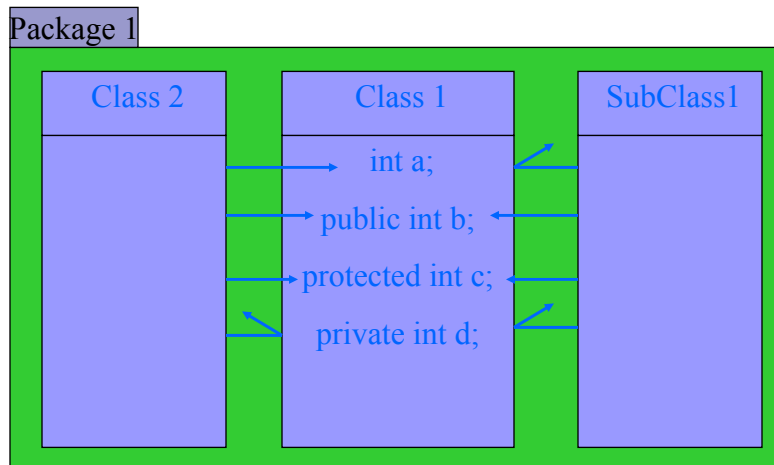 Package 1
Class 2
Class 1
SubClass1
int a;
public int b;
protected int c;
private int d;